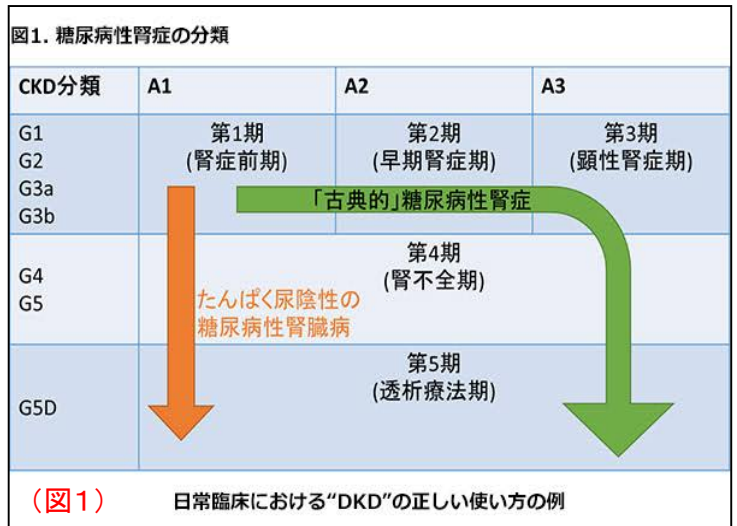 図1. 糖尿病性腎症の分類
CKD分類 A1 A2 A3
G1
G2
G3a
G3b
第1期
(腎症前期)
第2期
(早期腎症期)
第3期
(顕性腎症期)
「古典的」糖尿病性腎症
G4
G5
第4期
(腎不全期)
たんぱく尿陰性の
糖尿病性腎臓病
G5D
第5期
(透析療法期)
(図1)
日常臨床における“DKD”の正しい使い方の例